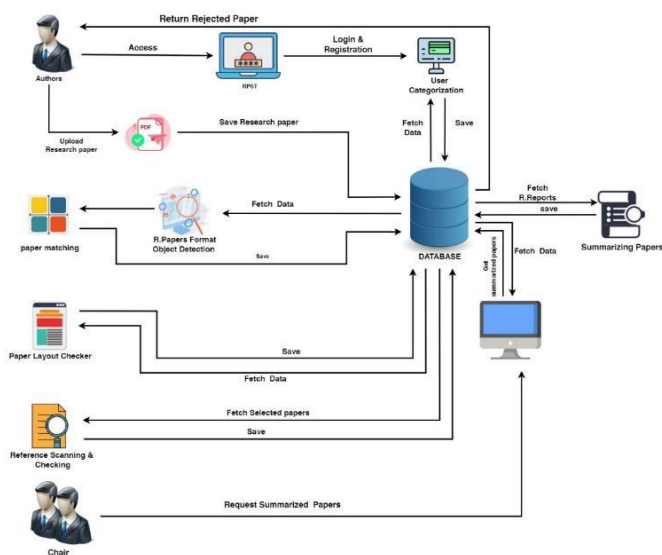 Return Rejected Paper
Access
Login &
Registration
Authors
RPST
User
Categorization
Upload
Research paper
PDF
Save Research paper
Fetch
Data
Save
Fetch
R.Reports
save
Summarizing Papers
Fetch Data
R.Papers Format
Object Detection
paper matching
Save
DATABASE
Get
summarized papers
Fetch Data
Paper Layout Checker
Save
Fetch Data
Fetch Selected papers
Save
Reference Scanning &
Checking
Request Summarized Papers
Chair